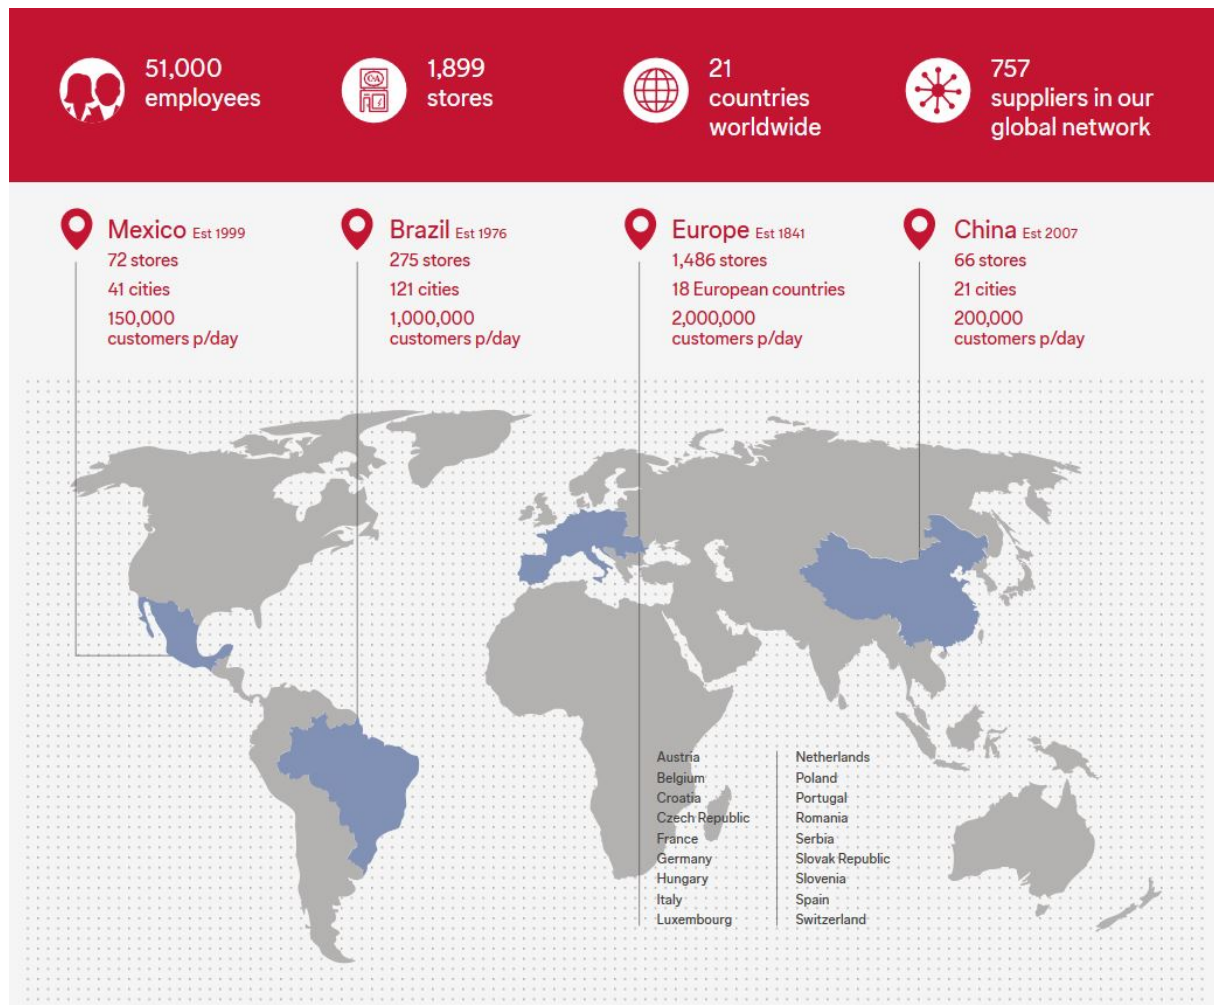 51,000
employees
C&A
1,899
stores
21
countries
worldwide
757
suppliers in our
global network
Mexico Est 1999
72 stores
41 cities
150,000
customers p/day
Brazil Est 1976
275 stores
121 cities
1,000,000
customers p/day
Europe Est 1841
1,486 stores
18 European countries
2,000,000
customers p/day
China Est 2007
66 stores
21 cities
200,000
customers p/day
Austria
Belgium
Croatia
Czech Republic
France
Germany
Hungary
Italy
Luxembourg
Netherlands
Poland
Portugal
Romania
Serbia
Slovak Republic
Slovenia
Spain
Switzerland